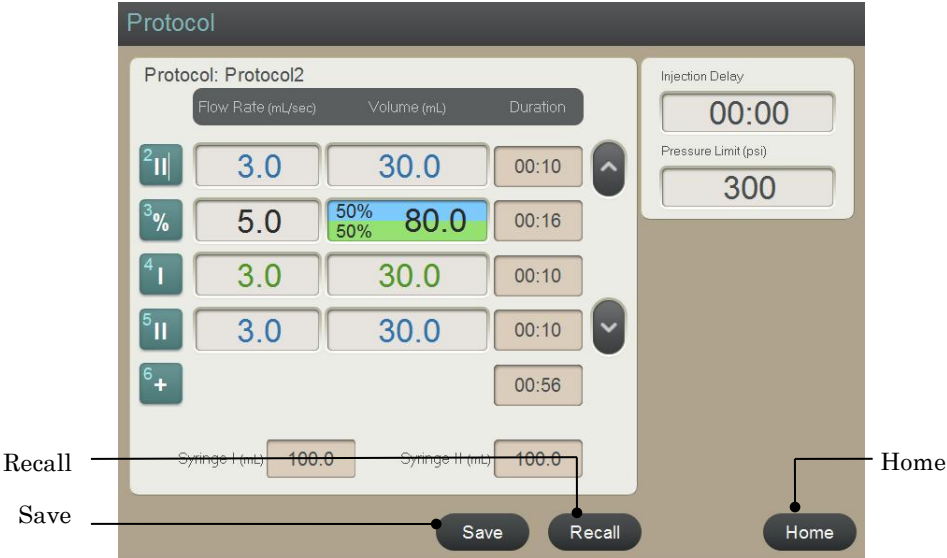 Protocol
Protocol: Protocol2
Flow Rate (mL/sec) Volume (mL) Duration
2 II 3.0 30.0 00:10
3 % 5.0 50% 50% 80.0 00:16
4 I 3.0 30.0 00:10
5 II 3.0 30.0 00:10
6 + 00:56
Syringe I (mL) 100.0 Syringe II (mL) 100.0
Injection Delay
00:00
Pressure Limit (psi)
300
Recall
Save
Save Recall Home
Home